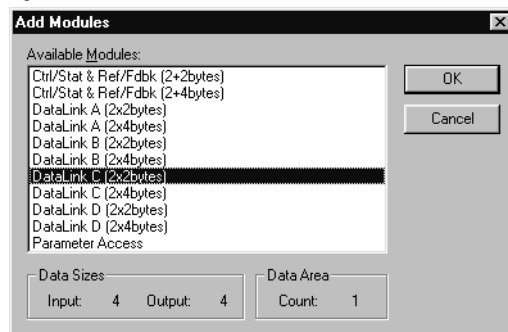 Add Modules
Available Modules:
Ctrl/Stat & Ref/Fdbk (2+2bytes)
Ctrl/Stat & Ref/Fdbk (2+4bytes)
DataLink A (2x2bytes)
DataLink A (2x4bytes)
DataLink B (2x2bytes)
DataLink B (2x4bytes)
DataLink C (2x2bytes)
DataLink C (2x4bytes)
DataLink D (2x2bytes)
DataLink D (2x4bytes)
Parameter Access
OK
Cancel
Data Sizes
Input: 4 Output: 4
Data Area
Count: 1